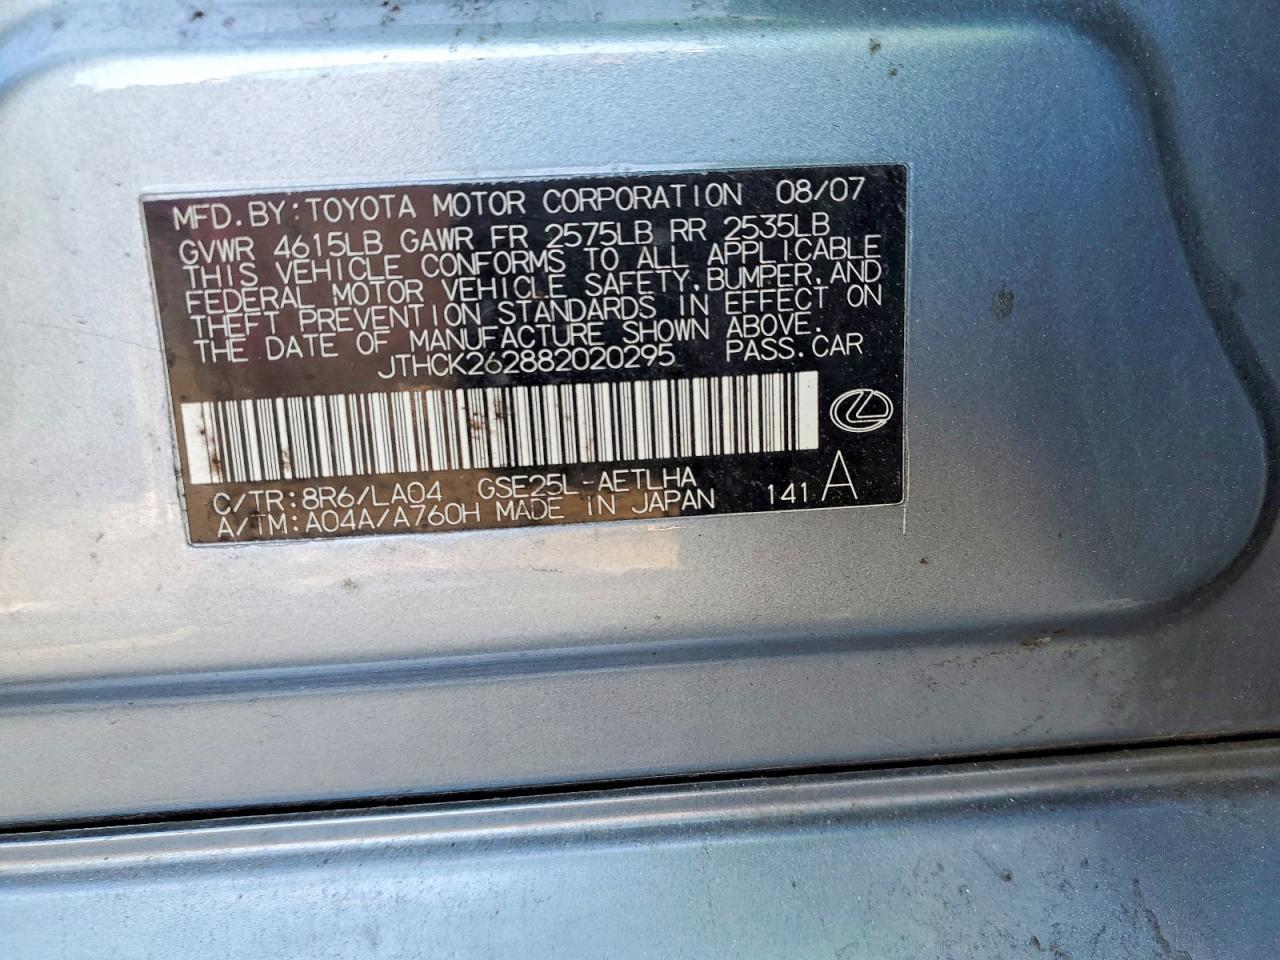 MFD. BY: TOYOTA MOTOR CORPORATION 08/07
GVWR 4615LB GAWR FR 2575LB RR 2535LB
THIS VEHICLE CONFORMS TO ALL APPLICABLE
FEDERAL MOTOR VEHICLE SAFETY, BUMPER, AND
THEFT PREVENTION STANDARDS IN EFFECT ON
THE DATE OF MANUFACTURE SHOWN ABOVE.
JTHCK262882020295 PASS. CAR
C/TR: 8R6/LA04 GSE25L-AETLHA
A/TM: A04A/A760H MADE IN JAPAN 141 A